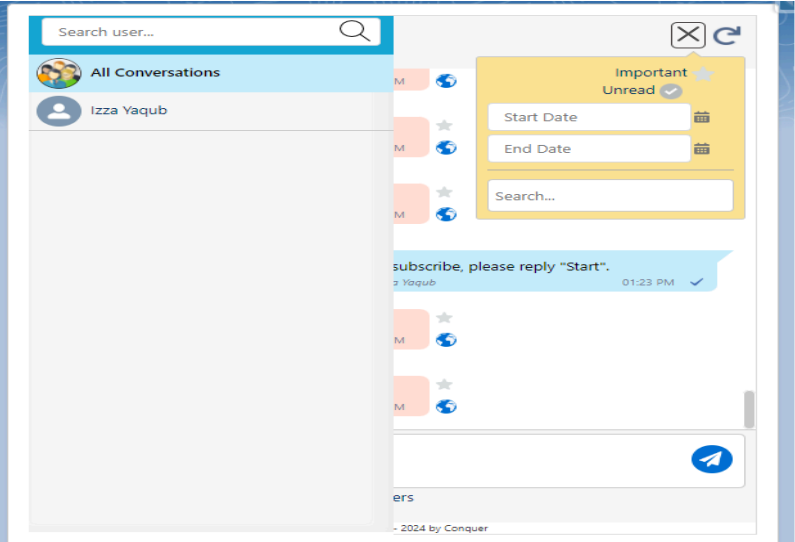 Search user...
All Conversations
Izza Yaqub
Important
Unread
Start Date
End Date
Search...
M
M
M
subscribe, please reply "Start".
a Yaqub 01:23 PM
M
M
ers
- 2024 by Conquer